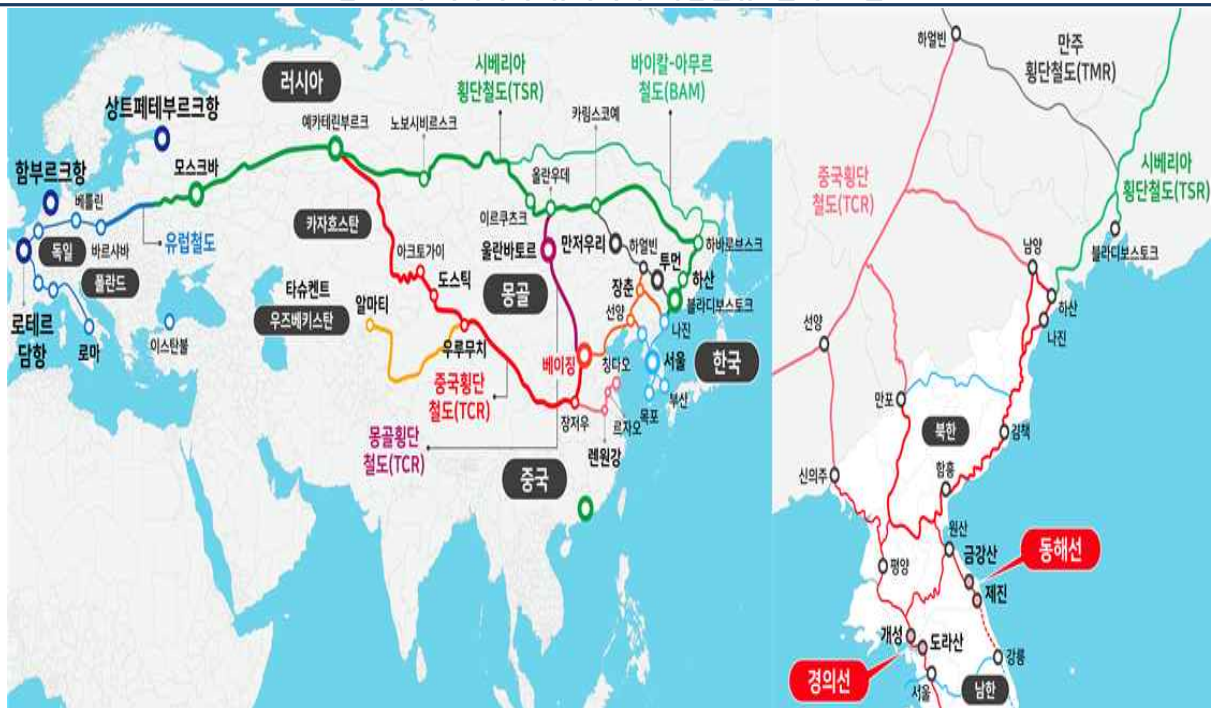 러시아
시베리아
횡단철도(TSR)
바이칼-아무르
철도(BAM)
상트페테부르크항
예카테린부르크
노보시비르스크
카림스코예
함부르크항
모스크바
베를린
올란우데
독일
바르샤바
유럽철도
카자흐스탄
이르쿠츠크
만저우리
하얼빈
하바로브스크
폴란드
아크토가이
울란바토르
투먼
하산
타슈켄트
도스틱
몽골
장춘
블라디보스토크
우즈베키스탄
알마티
선양
나진
로테르
담항
로마
이스탄불
우루무치
베이징
칭다오
서울
한국
중국횡단
철도(TCR)
장저우
르자오
목포
부산
몽골횡단
철도(TCR)
렌윈강
중국
하얼빈
만주
횡단철도(TMR)
중국횡단
철도(TCR)
시베리아
횡단철도(TSR)
남양
블라디보스토크
하산
나진
선양
만포
북한
김책
신의주
함흥
원산
금강산
동해선
평양
제진
개성
도라산
강릉
경의선
서울
남한